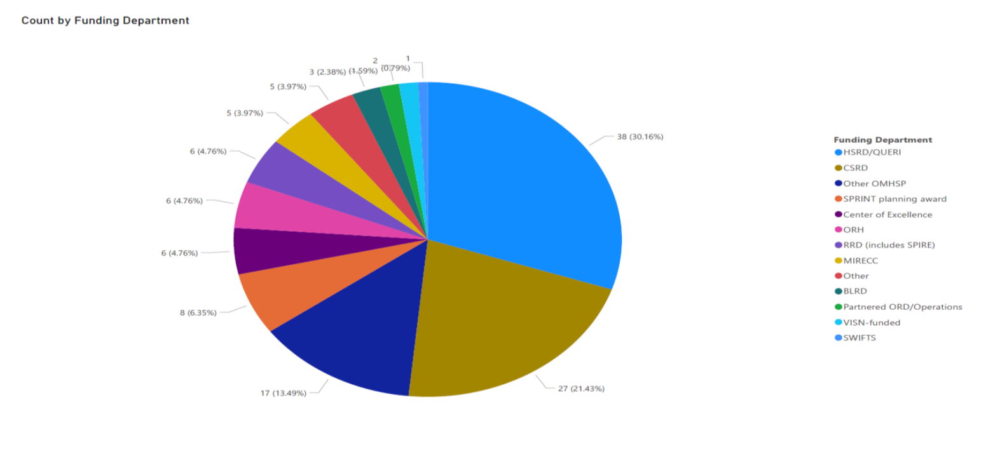 Count by Funding Department
1
2
(0.79%)
3 (2.38%) (1.59%)
5 (3.97%)
5 (3.97%)
6 (4.76%)
6 (4.76%)
6 (4.76%)
8 (6.35%)
17 (13.49%)
27 (21.43%)
38 (30.16%)
Funding Department
HSRD/QUERI
CSRD
Other OMHSP
SPRINT planning award
Center of Excellence
ORH
RRD (includes SPIRE)
MIRECC
Other
BLRD
Partnered ORD/Operations
VISN-funded
SWIFTS